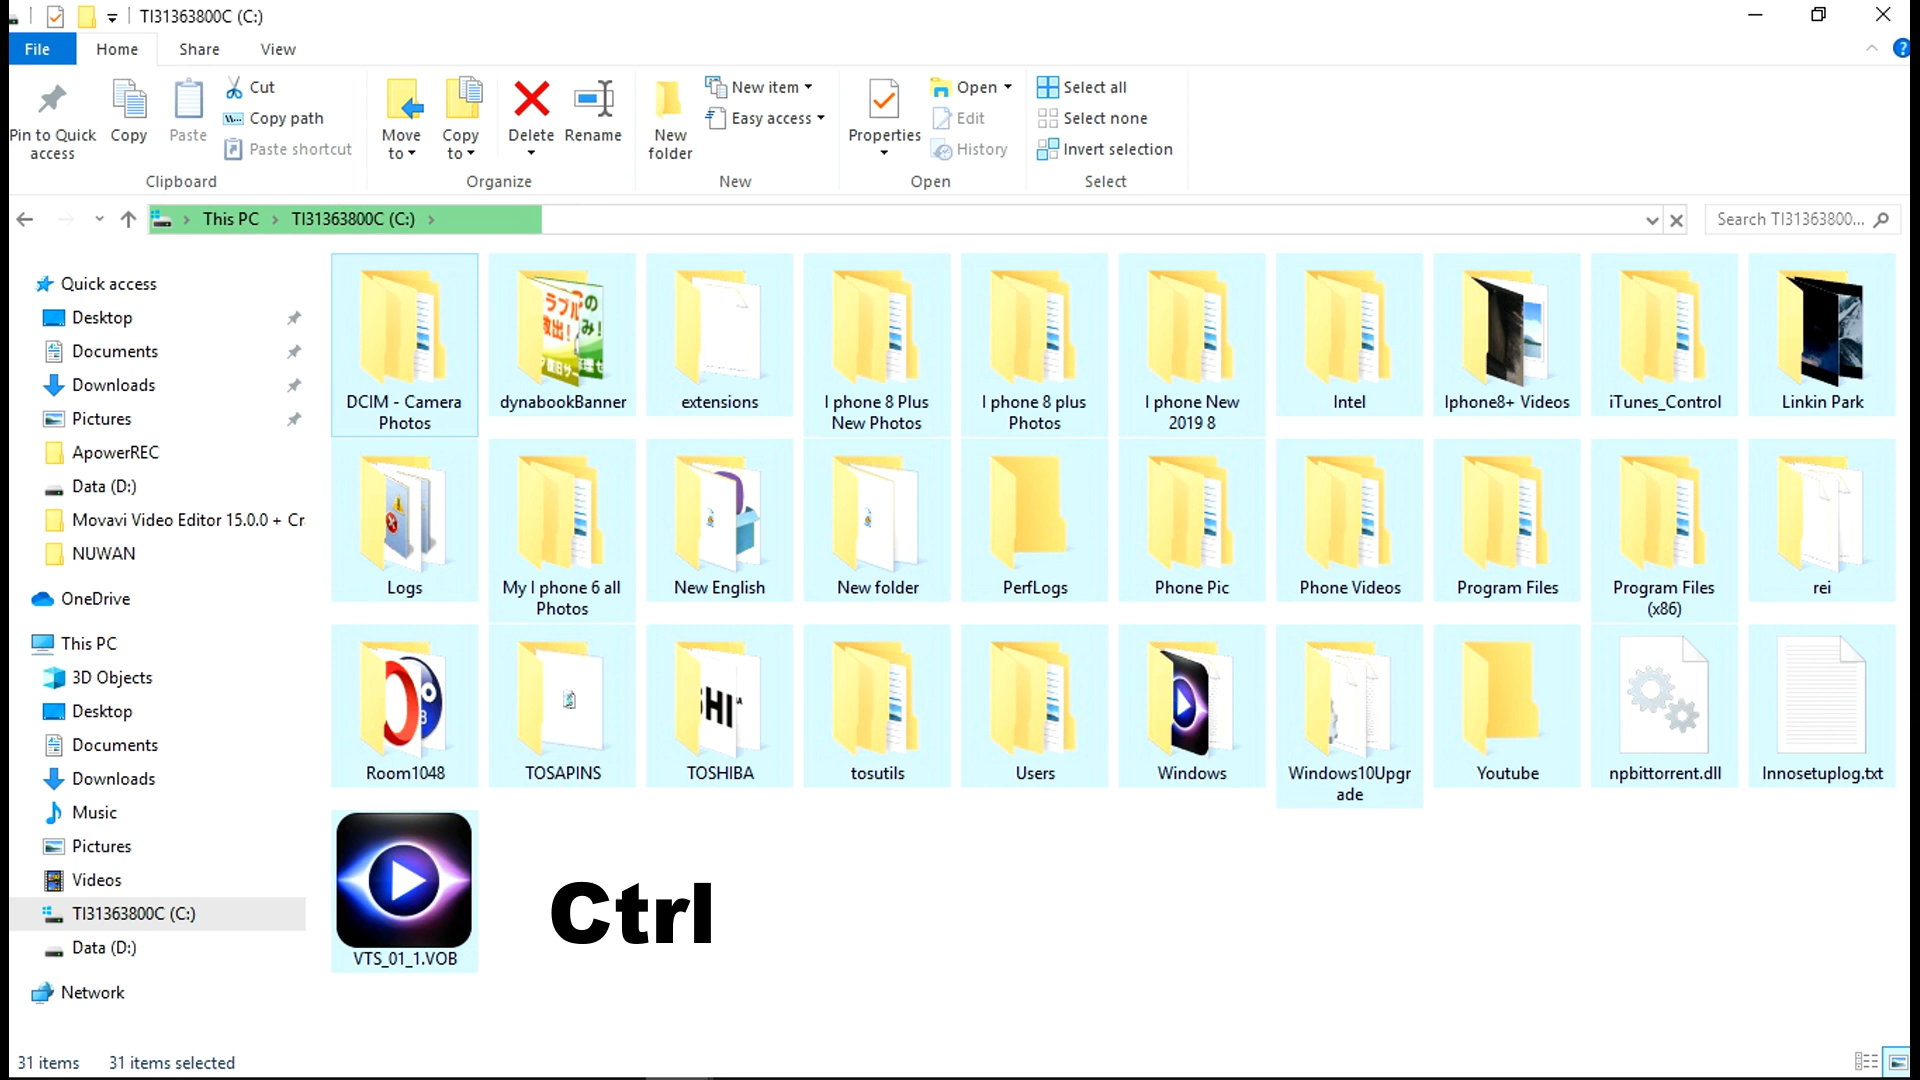 TI31363800C (C:)
File Home Share View
Pin to Quick access
Copy
Paste
Cut
Copy path
Paste shortcut
Clipboard
Move to
Copy to
Delete
Rename
Organize
New folder
New item
Easy access
New
Properties
Open
Edit
History
Open
Select all
Select none
Invert selection
Select
This PC TI31363800C (C:)
Search TI31363800...
Quick access
Desktop
Documents
Downloads
Pictures
ApowerREC
Data (D:)
Movavi Video Editor 15.0.0 + Cr
NUWAN
OneDrive
This PC
3D Objects
Desktop
Documents
Downloads
Music
Pictures
Videos
TI31363800C (C:)
Data (D:)
Network
DCIM - Camera Photos
dynabookBanner
extensions
I phone 8 Plus New Photos
I phone 8 plus Photos
I phone New 2019 8
Intel
Iphone8+ Videos
iTunes_Control
Linkin Park
Logs
My I phone 6 all Photos
New English
New folder
PerfLogs
Phone Pic
Phone Videos
Program Files
Program Files (x86)
rei
Room1048
TOSAPINS
TOSHIBA
tosutils
Users
Windows
Windows10Upgrade
Youtube
npbittorrent.dll
Innosetuplog.txt
VTS_01_1.VOB
Ctrl
31 items 31 items selected